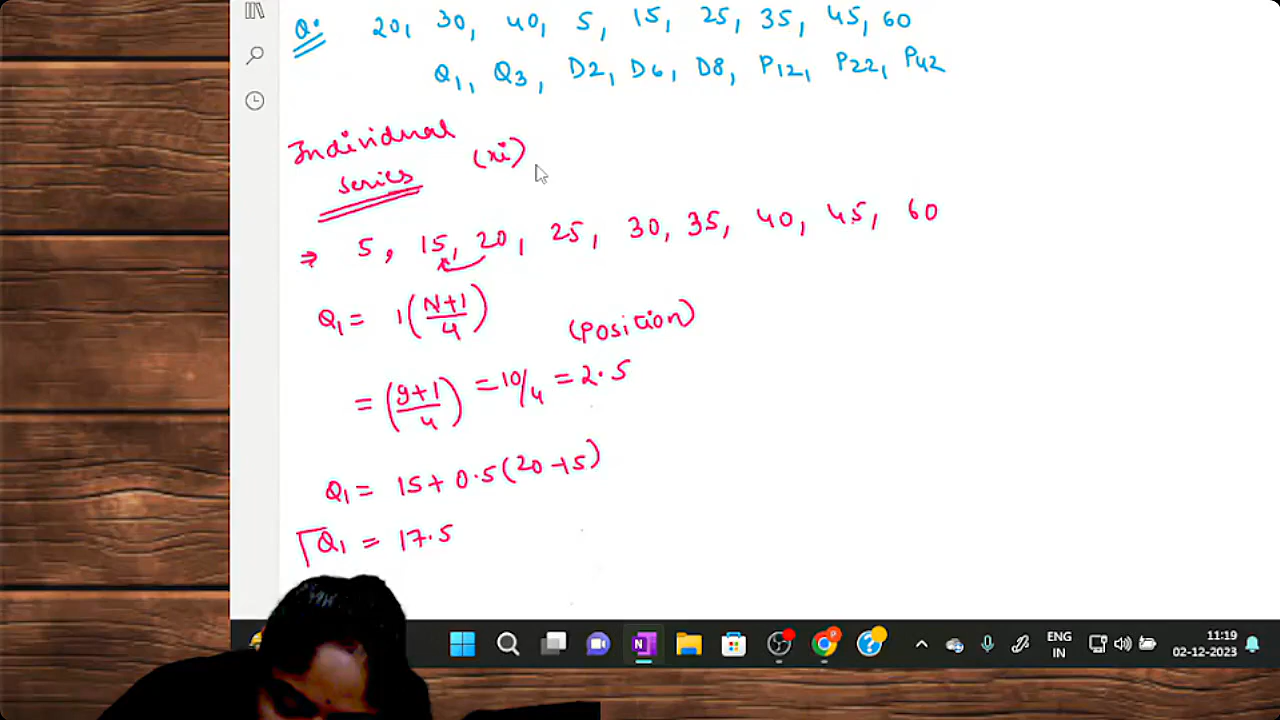 Q: 20, 30, 40, 5, 15, 25, 35, 45, 60
Q1, Q3, D2, D6, D8, P12, P22, P42
Individual
series (xi)
⇒ 5, 15, 20, 25, 30, 35, 40, 45, 60
Q1 = 1(N+1/4)
(Position)
= (9+1/4) = 10/4 = 2.5
Q1 = 15 + 0.5(20-15)
Q1 = 17.5
ENG
IN
11:19
02-12-2023